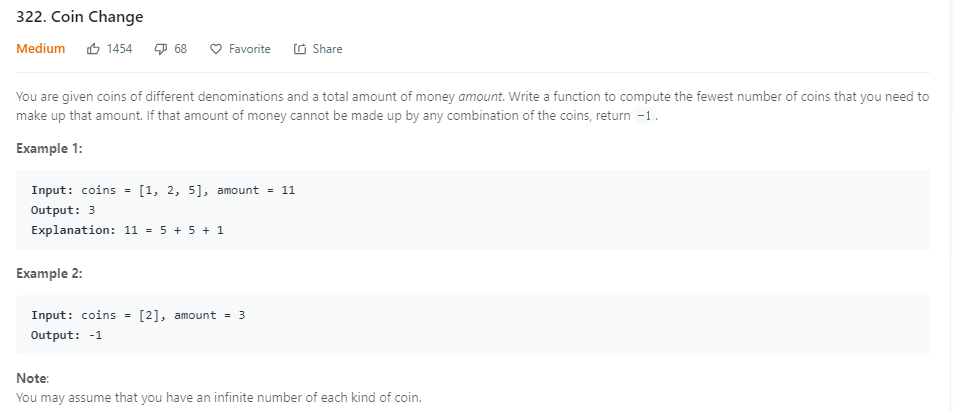 322. Coin Change
Medium 1454 68 Favorite Share
You are given coins of different denominations and a total amount of money amount. Write a function to compute the fewest number of coins that you need to
make up that amount. If that amount of money cannot be made up by any combination of the coins, return -1 .
Example 1:
Input: coins = [1, 2, 5], amount = 11
Output: 3
Explanation: 11 = 5 + 5 + 1
Example 2:
Input: coins = [2], amount = 3
Output: -1
Note:
You may assume that you have an infinite number of each kind of coin.